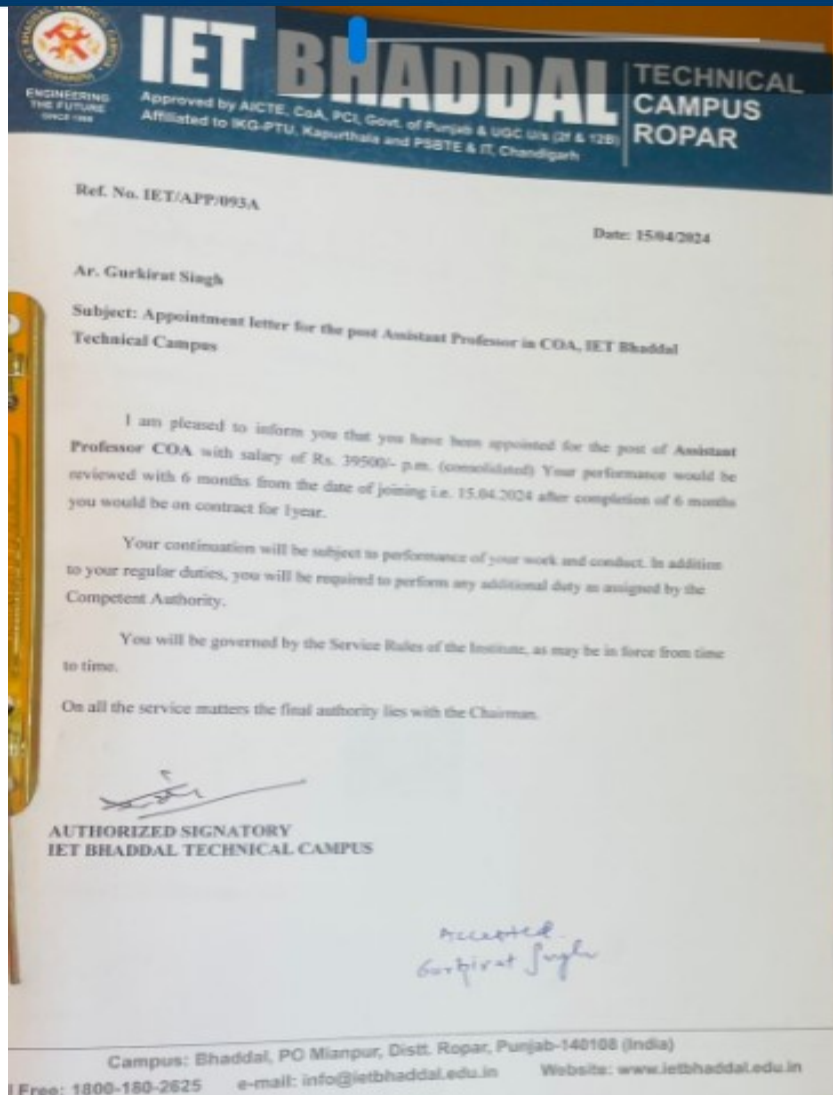 IET BHADDAL
TECHNICAL
CAMPUS
ROPAR
ENGINEERING
THE FUTURE
Approved by AICTE, CoA, PCI, Govt. of Punjab & UGC U/s (2f & 12B)
Affiliated to IKG-PTU, Kapurthala and PSBTE & IT, Chandigarh
Ref. No. IET/APP/093A
Date: 15/04/2024
Ar. Gurkirat Singh
Subject: Appointment letter for the post Assistant Professor in COA, IET Bhaddal
Technical Campus
I am pleased to inform you that you have been appointed for the post of Assistant
Professor COA with salary of Rs. 39500/- p.m. (consolidated) Your performance would be
reviewed with 6 months from the date of joining i.e. 15.04.2024 after completion of 6 months
you would be on contract for 1year.
Your continuation will be subject to performance of your work and conduct. In addition
to your regular duties, you will be required to perform any additional duty as assigned by the
Competent Authority.
You will be governed by the Service Rules of the Institute, as may be in force from time
to time.
On all the service matters the final authority lies with the Chairman.
AUTHORIZED SIGNATORY
IET BHADDAL TECHNICAL CAMPUS
Accepted
Gurkirat Singh
Campus: Bhaddal, PO Mianpur, Distt. Ropar, Punjab-140108 (India)
Free: 1800-180-2625 e-mail: info@ietbhaddal.edu.in Website: www.ietbhaddal.edu.in